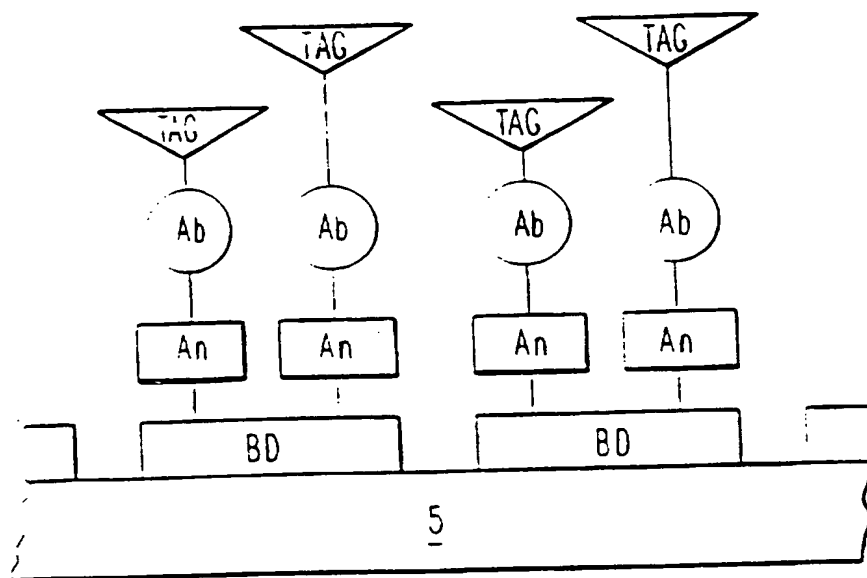 TAG TAG
TAG TAG
Ab Ab Ab Ab
An An An An
BD BD
5